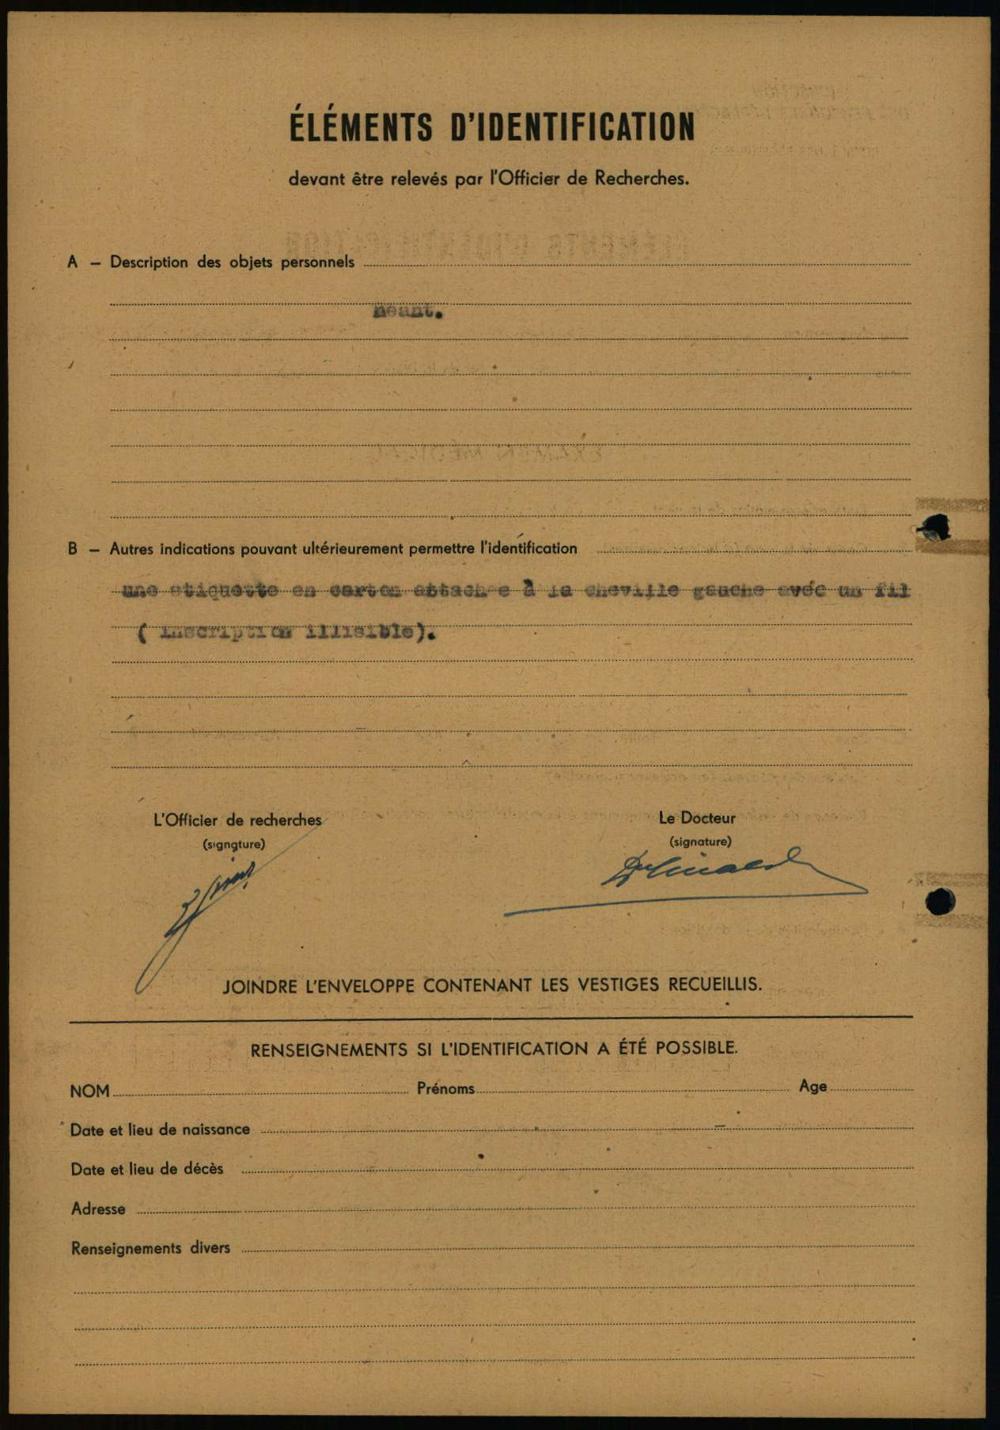 ÉLÉMENTS D'IDENTIFICATION
devant être relevés par l'Officier de Recherches.
A – Description des objets personnels
Néant.
B – Autres indications pouvant ultérieurement permettre l'identification
une etiquette en carton attachee à la cheville gauche avec un fil
( inscription illisible).
L'Officier de recherches
(signature)
Le Docteur
(signature)
JOINDRE L'ENVELOPPE CONTENANT LES VESTIGES RECUEILLIS.
RENSEIGNEMENTS SI L'IDENTIFICATION A ÉTÉ POSSIBLE.
NOM Prénoms Age
Date et lieu de naissance
Date et lieu de décès
Adresse
Renseignements divers